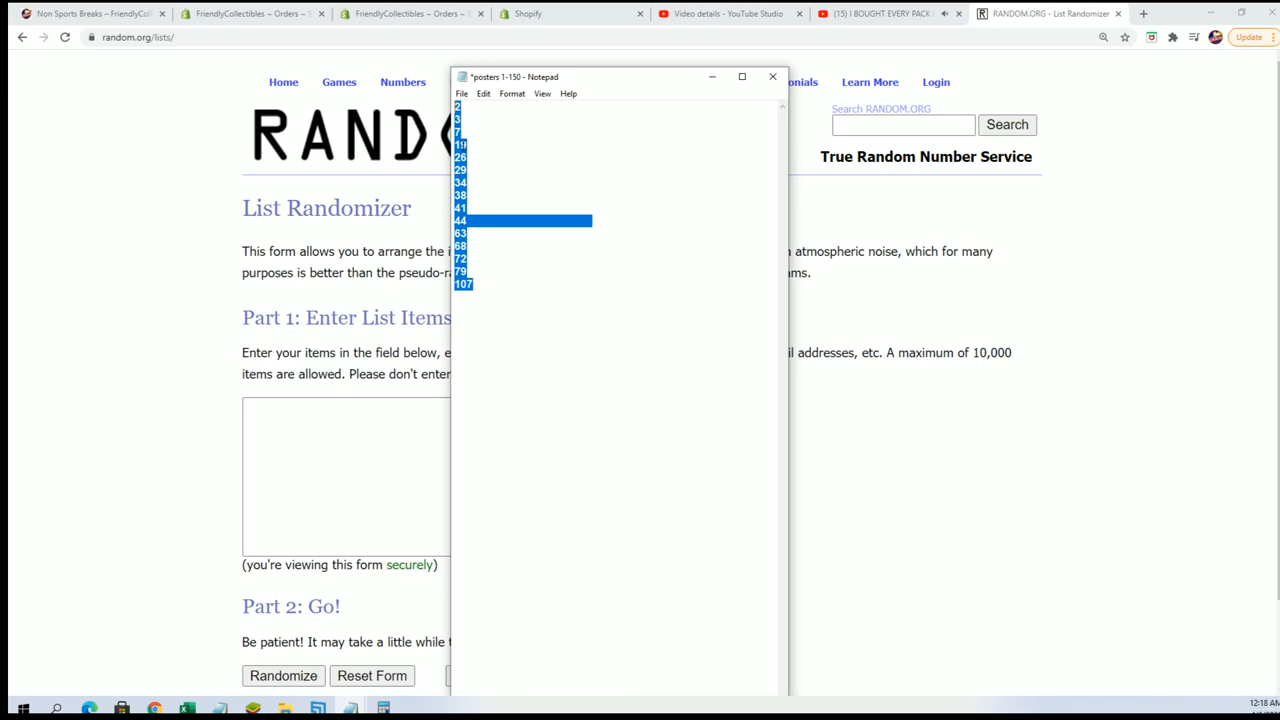 Non Sports Breaks – FriendlyCollec
FriendlyCollectibles ~ Orders ~ S
FriendlyCollectibles ~ Orders ~ S
Shopify
Video details - YouTube Studio
(15) I BOUGHT EVERY PACK
RANDOM.ORG - List Randomizer
random.org/lists/
Update
*posters 1-150 - Notepad
File Edit Format View Help
2
3
7
19
26
29
34
38
41
44
63
68
72
79
107
Home Games Numbers
onials Learn More Login
Search RANDOM.ORG
Search
RAND
True Random Number Service
List Randomizer
This form allows you to arrange the i
atmospheric noise, which for many
purposes is better than the pseudo-ra
ms.
Part 1: Enter List Items
Enter your items in the field below, e
il addresses, etc. A maximum of 10,000
items are allowed. Please don't enter
(you're viewing this form securely)
Part 2: Go!
Be patient! It may take a little while t
Randomize Reset Form
12:18 AM